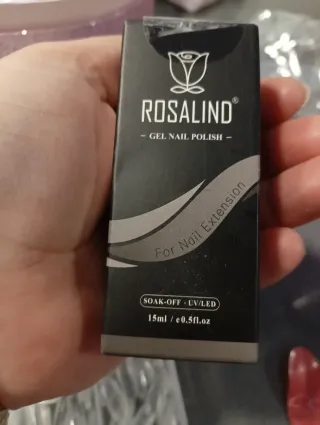 ROSALIND®
~ GEL NAIL POLISH ~
For Nail Extension
SOAK-OFF · UV/LED
15ml / e0.5fl.oz